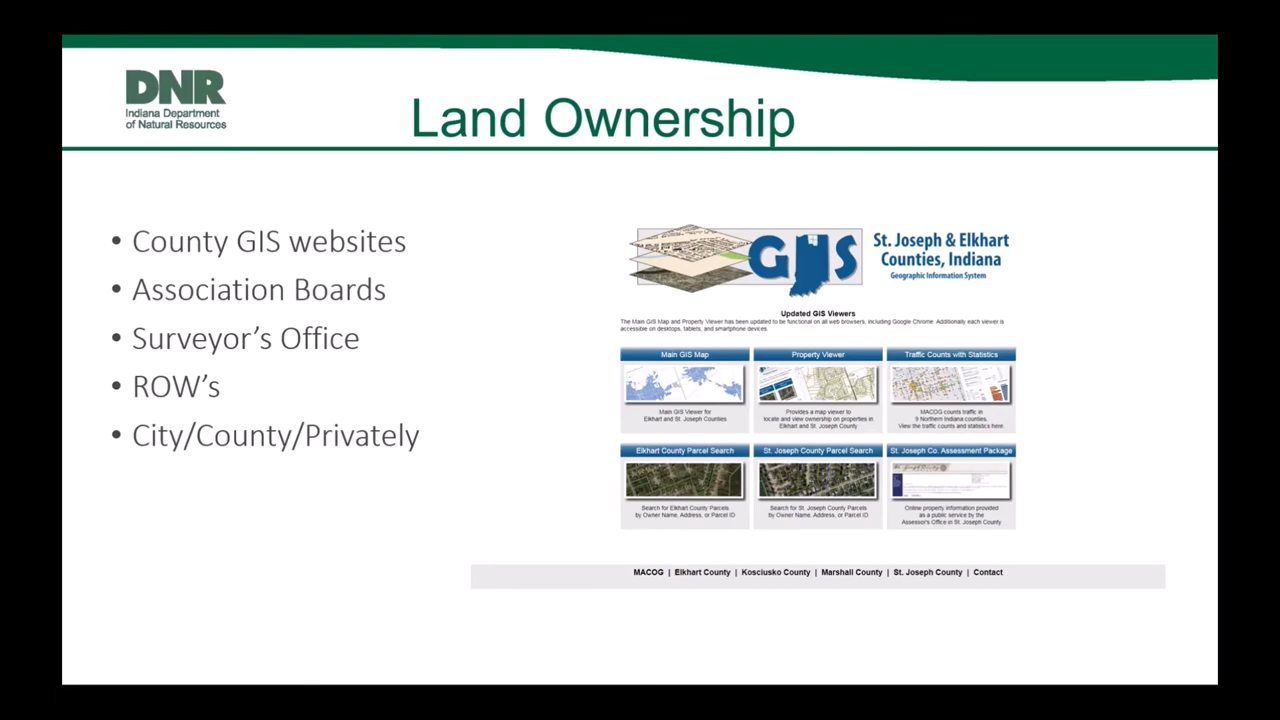 DNR
Indiana Department
of Natural Resources
Land Ownership
• County GIS websites
• Association Boards
• Surveyor’s Office
• ROW’s
• City/County/Privately
GIS
St. Joseph & Elkhart
Counties, Indiana
Geographic Information System
Updated GIS Viewers
The Main GIS Map and Property Viewer has been updated to be functional on all web browsers, including Google Chrome. Additionally each viewer is
accessible on desktops, tablets, and smartphone devices.
Main GIS Map
Main GIS Viewer for
Elkhart and St. Joseph Counties
Property Viewer
Provides a map viewer to
locate and view ownership on properties in
Elkhart and St. Joseph County
Traffic Counts with Statistics
MACOG counts traffic in
9 Northern Indiana counties.
View the traffic counts and statistics here.
Elkhart County Parcel Search
Search for Elkhart County Parcels
by Owner Name, Address, or Parcel ID
St. Joseph County Parcel Search
Search for St. Joseph County Parcels
by Owner Name, Address, or Parcel ID
St. Joseph Co. Assessment Package
Online property information provided
as a public service by the
Assessor's Office in St. Joseph County
MACOG | Elkhart County | Kosciusko County | Marshall County | St. Joseph County | Contact